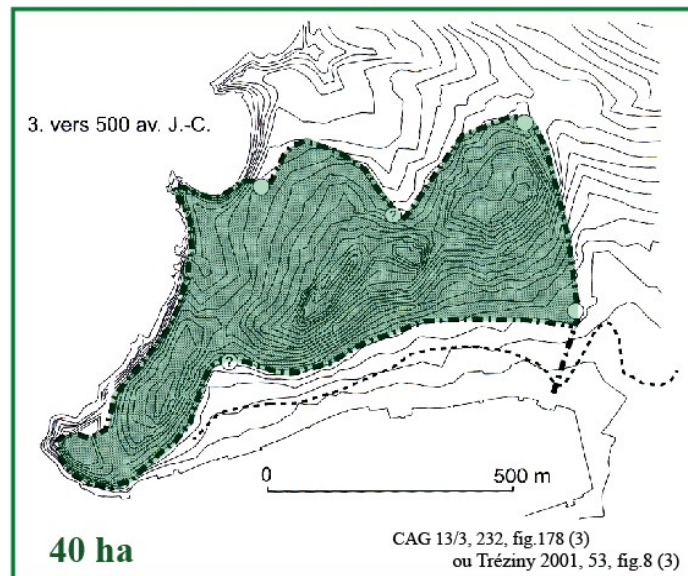 3. vers 500 av. J.-C.
?
?
0 500 m
40 ha
CAG 13/3, 232, fig.178 (3)
ou Tréziny 2001, 53, fig.8 (3)